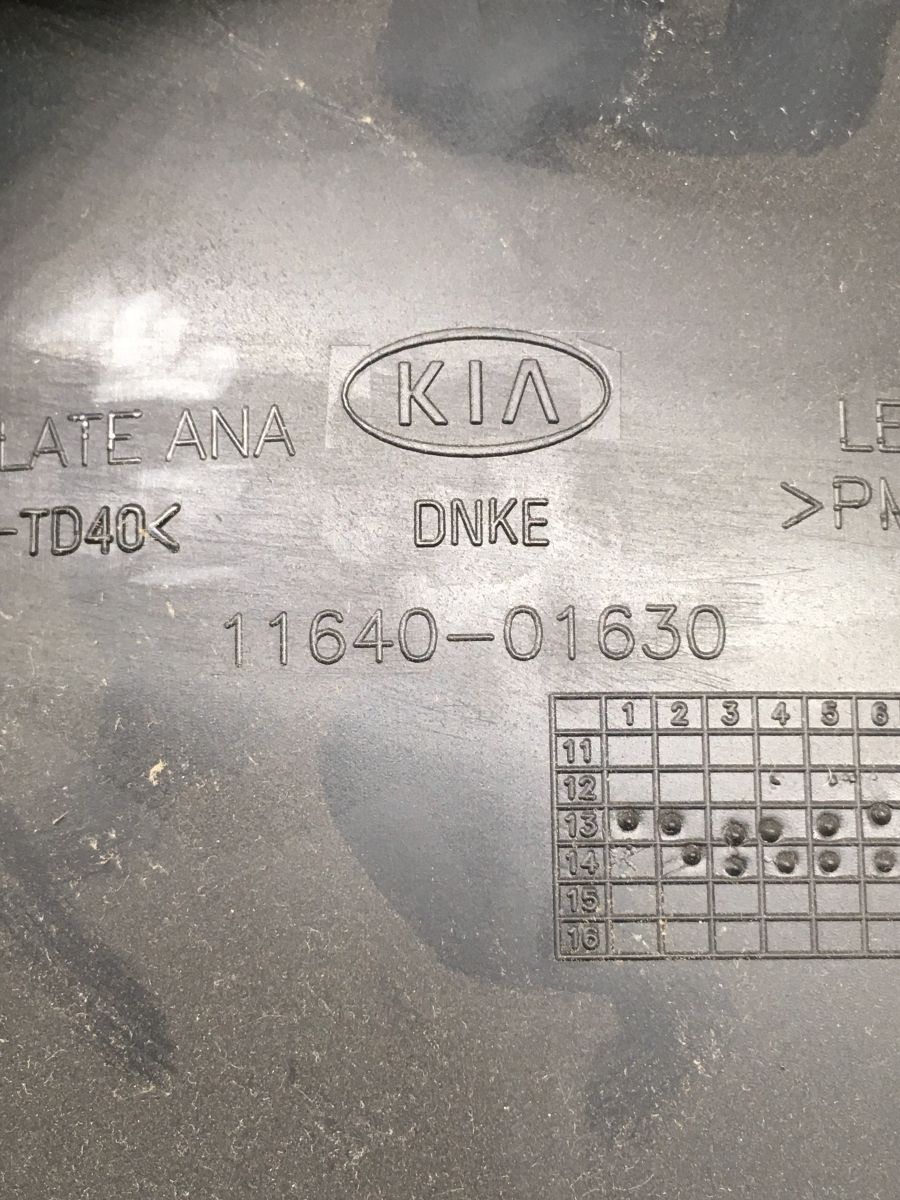 KIA
LATE ANA
LE
-TD40<
DNKE
>PM
11640-01630
1 2 3 4 5 6
11
12
13
14
15
16